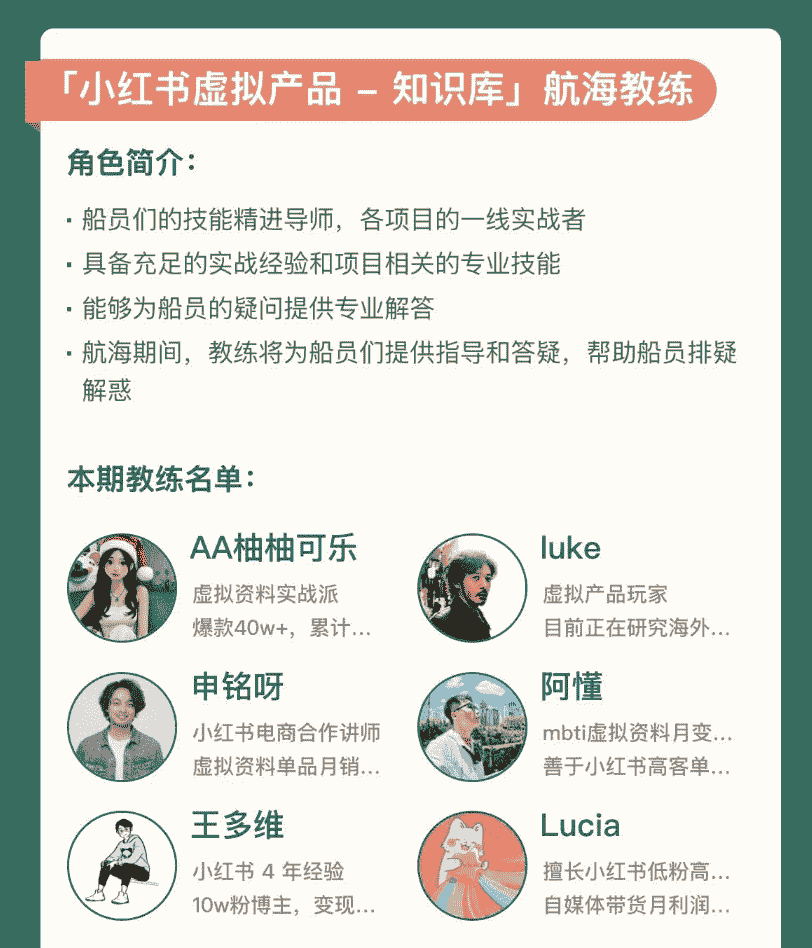 「小红书虚拟产品 – 知识库」航海教练
角色简介：
· 船员们的技能精进导师，各项目的一线实战者
· 具备充足的实战经验和项目相关的专业技能
· 能够为船员的疑问提供专业解答
· 航海期间，教练将为船员们提供指导和答疑，帮助船员排疑
解惑
本期教练名单：
AA柚柚可乐
虚拟资料实战派
爆款40w+，累计...
luke
虚拟产品玩家
目前正在研究海外...
申铭呀
小红书电商合作讲师
虚拟资料单品月销...
阿懂
mbti虚拟资料月变...
善于小红书高客单...
王多维
小红书 4 年经验
10w粉博主，变现...
Lucia
擅长小红书低粉高...
自媒体带货月利润...